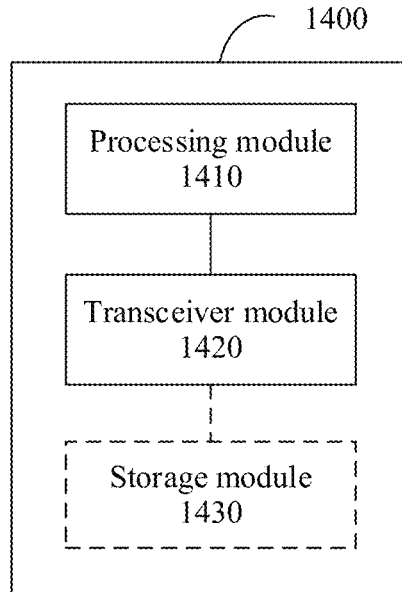 1400
Processing module
1410
Transceiver module
1420
Storage module
1430